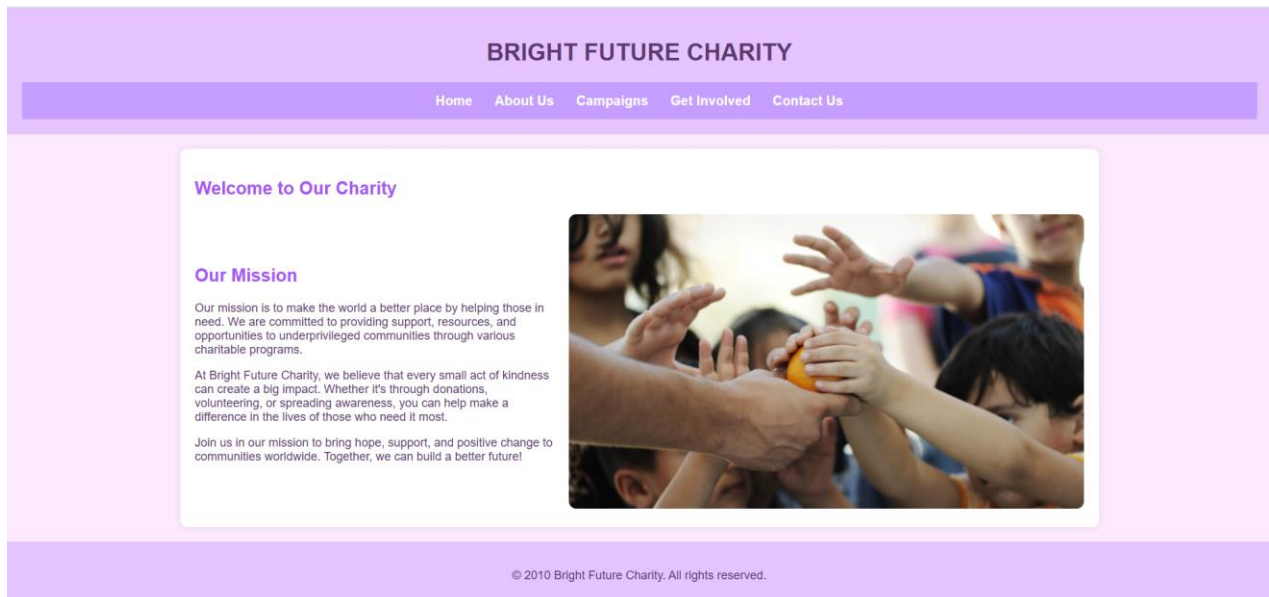 BRIGHT FUTURE CHARITY
Home About Us Campaigns Get Involved Contact Us
Welcome to Our Charity
Our Mission
Our mission is to make the world a better place by helping those in
need. We are committed to providing support, resources, and
opportunities to underprivileged communities through various
charitable programs.
At Bright Future Charity, we believe that every small act of kindness
can create a big impact. Whether it's through donations,
volunteering, or spreading awareness, you can help make a
difference in the lives of those who need it most.
Join us in our mission to bring hope, support, and positive change to
communities worldwide. Together, we can build a better future!
© 2010 Bright Future Charity. All rights reserved.